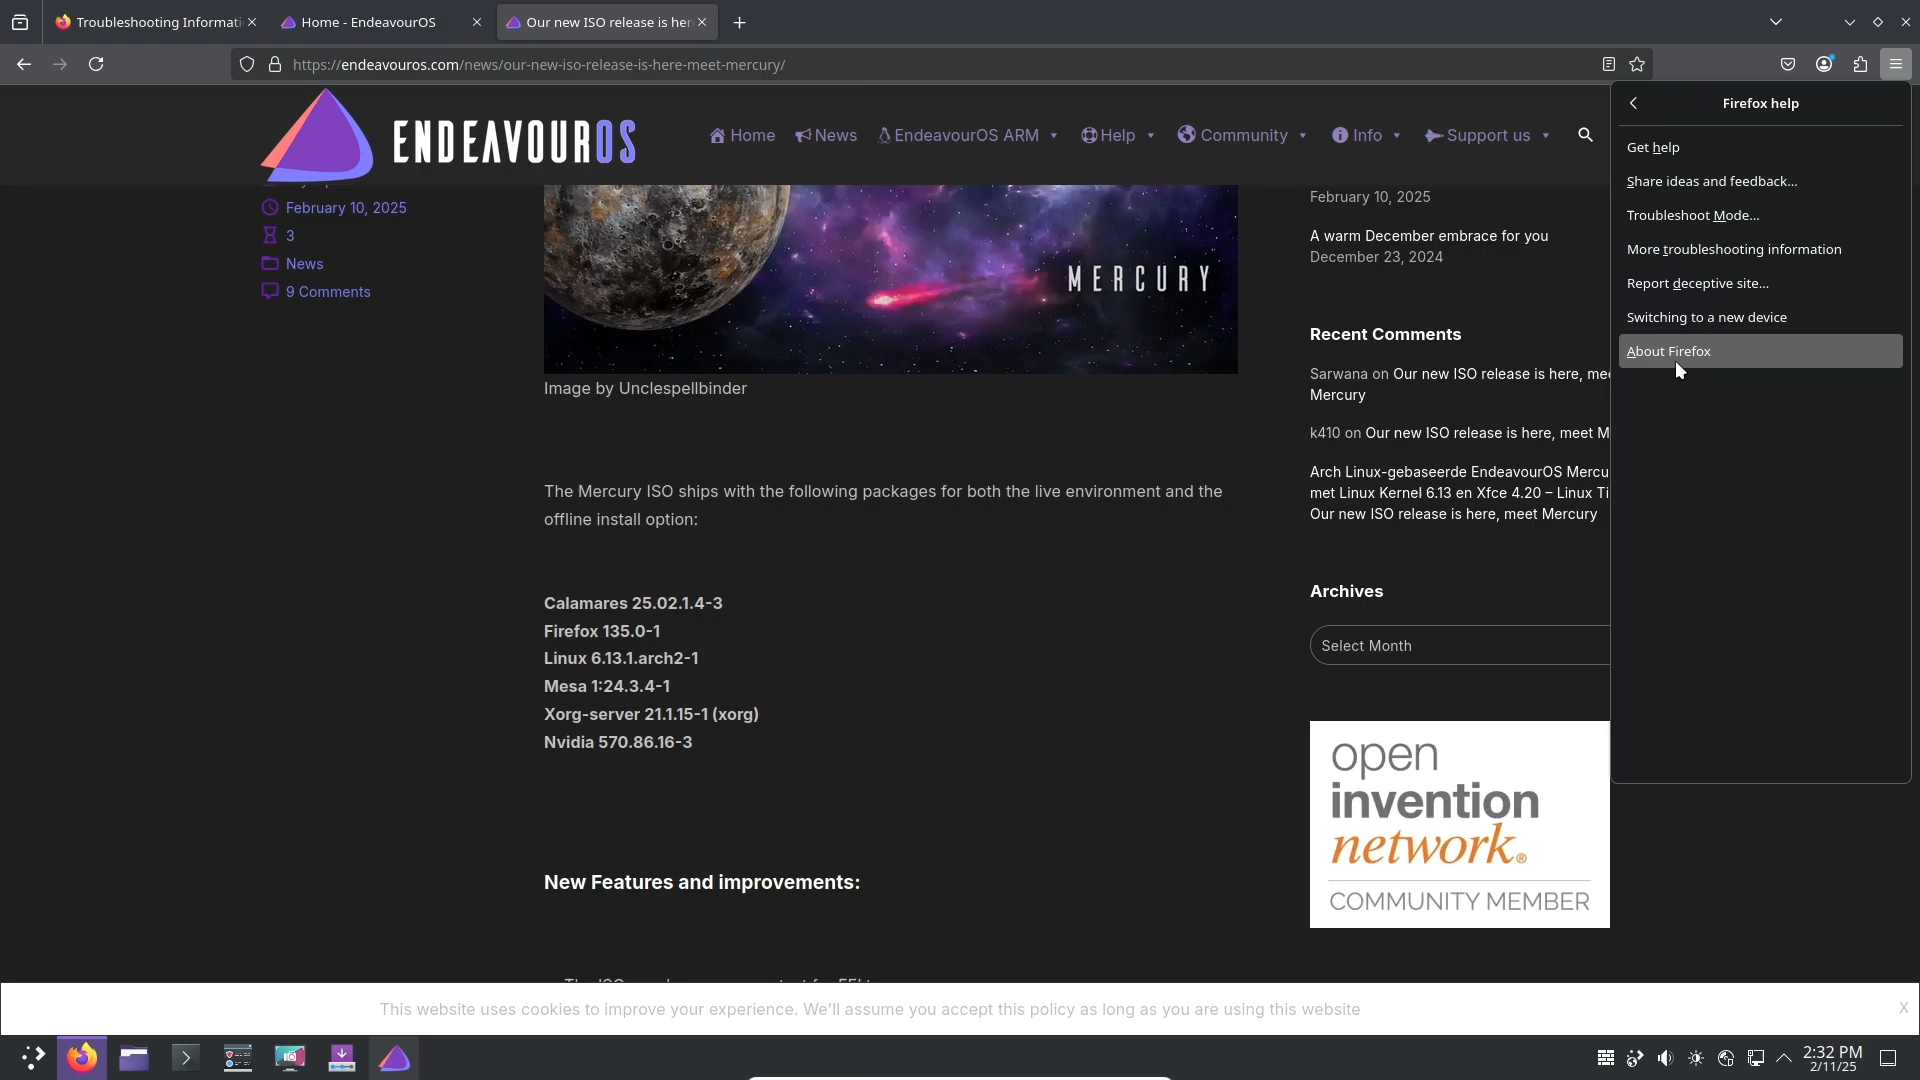 Troubleshooting Informati
Home - EndeavourOS
Our new ISO release is her
https://endeavouros.com/news/our-new-iso-release-is-here-meet-mercury/
ENDEAVOUROS
Home
News
EndeavourOS ARM
Help
Community
Info
Support us
February 10, 2025
3
News
9 Comments
MERCURY
Image by Unclespellbinder
The Mercury ISO ships with the following packages for both the live environment and the
offline install option:
Calamares 25.02.1.4-3
Firefox 135.0-1
Linux 6.13.1.arch2-1
Mesa 1:24.3.4-1
Xorg-server 21.1.15-1 (xorg)
Nvidia 570.86.16-3
New Features and improvements:
February 10, 2025
A warm December embrace for you
December 23, 2024
Recent Comments
Sarwana on Our new ISO release is here, mee
Mercury
k410 on Our new ISO release is here, meet M
Arch Linux-gebaseerde EndeavourOS Mercu
met Linux Kernel 6.13 en Xfce 4.20 – Linux Ti
Our new ISO release is here, meet Mercury
Archives
Select Month
open
invention
network®
COMMUNITY MEMBER
Firefox help
Get help
Share ideas and feedback...
Troubleshoot Mode...
More troubleshooting information
Report deceptive site...
Switching to a new device
About Firefox
This website uses cookies to improve your experience. We'll assume you accept this policy as long as you are using this website
X
2:32 PM
2/11/25